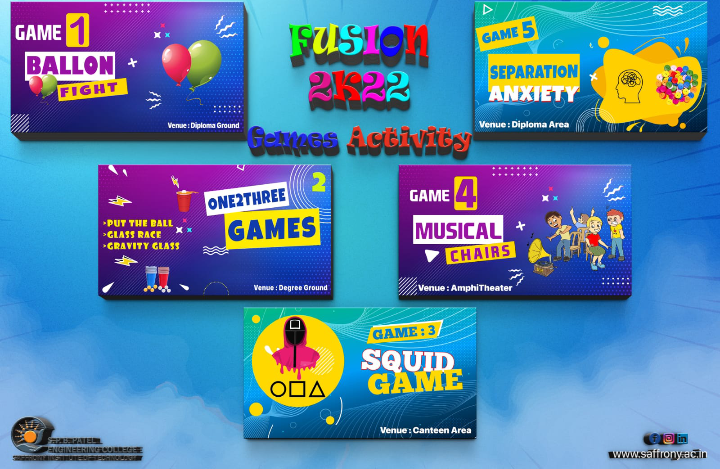 FUSION
2K22
Games Activity
GAME 1
BALLON
FIGHT
Venue : Diploma Ground
GAME 5
SEPARATION
ANXIETY
Venue : Diploma Area
ONE2THREE 2
GAMES
>PUT THE BALL
>GLASS RACE
>GRAVITY GLASS
Venue : Degree Ground
GAME 4
MUSICAL
CHAIRS
Venue : AmphiTheater
GAME : 3
SQUID
GAME
Venue : Canteen Area
ENGINEERING COLLEGE
www.saffrony.ac.in